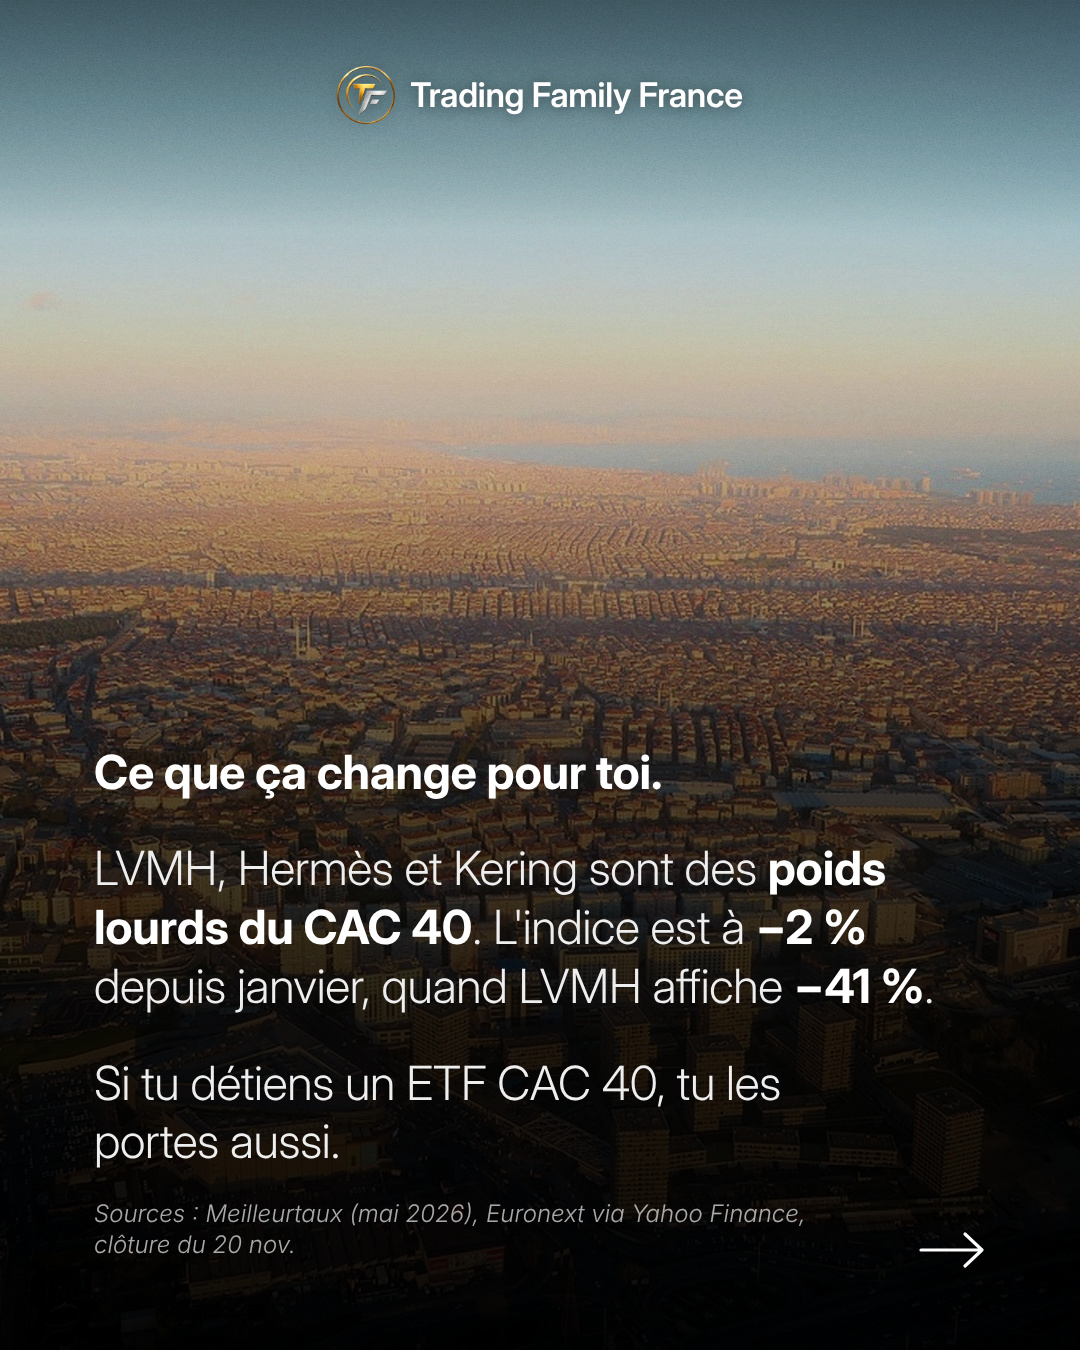 TF
Trading Family France
Ce que ça change pour toi.
LVMH, Hermès et Kering sont des poids
lourds du CAC 40. L'indice est à −2 %
depuis janvier, quand LVMH affiche −41 %.
Si tu détiens un ETF CAC 40, tu les
portes aussi.
Sources : Meilleurtaux (mai 2026), Euronext via Yahoo Finance,
clôture du 20 nov.